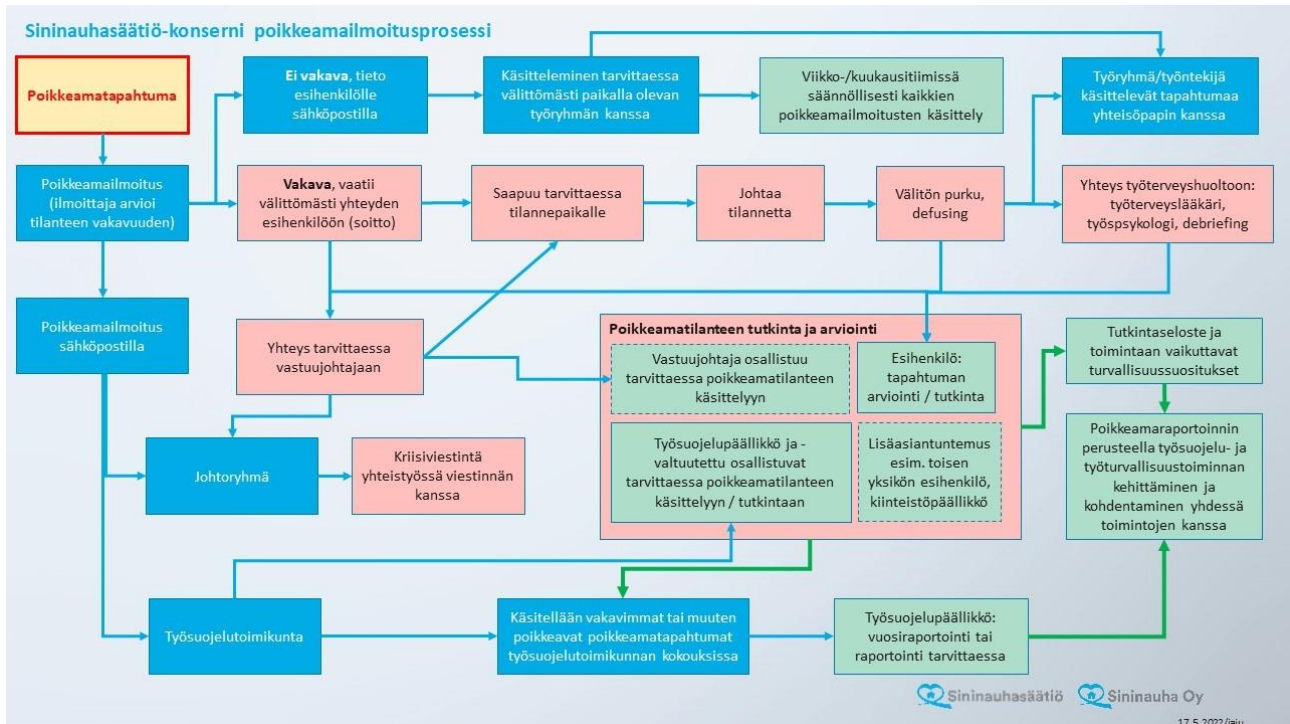 Sininauhasäätiö-konserni poikkeamailmoitusprosessi
Poikkeamatapahtuma
Ei vakava, tieto
esihenkilölle
sähköpostilla
Käsitteleminen tarvittaessa
välittömästi paikalla olevan
työryhmän kanssa
Viikko-/kuukausitiimissä
säännöllisesti kaikkien
poikkeamailmoitusten käsittely
Työryhmä/työntekijä
käsittelevät tapahtumaa
yhteisöpapin kanssa
Poikkeamailmoitus
(ilmoittaja arvioi
tilanteen vakavuuden)
Vakava, vaatii
välittömästi yhteyden
esihenkilöön (soitto)
Saapuu tarvittaessa
tilannepaikalle
Johtaa
tilannetta
Välitön purku,
defusing
Yhteys työterveyshuoltoon:
työterveyslääkäri,
työspsykologi, debriefing
Poikkeamailmoitus
sähköpostilla
Yhteys tarvittaessa
vastuujohtajaan
Poikkeamatilanteen tutkinta ja arviointi
Vastuujohtaja osallistuu
tarvittaessa poikkeamatilanteen
käsittelyyn
Esihenkilö:
tapahtuman
arviointi / tutkinta
Työsuojelupäällikkö ja -
valtuutettu osallistuvat
tarvittaessa poikkeamatilanteen
käsittelyyn / tutkintaan
Lisäasiantuntemus
esim. toisen
yksikön esihenkilö,
kiinteistöpäällikkö
Tutkintaseloste ja
toimintaan vaikuttavat
turvallisuussuositukset
Poikkeamaraportoinnin
perusteella työsuojelu- ja
työturvallisuustoiminnan
kehittäminen ja
kohdentaminen yhdessä
toimintojen kanssa
Johtoryhmä
Kriisiviestintä
yhteistyössä viestinnän
kanssa
Työsuojelutoimikunta
Käsitellään vakavimmat tai muuten
poikkeavat poikkeamatapahtumat
työsuojelutoimikunnan kokouksissa
Työsuojelupäällikkö:
vuosiraportointi tai
raportointi tarvittaessa
Sininauhasäätiö
Sininauha Oy
17.5.2022/jaju